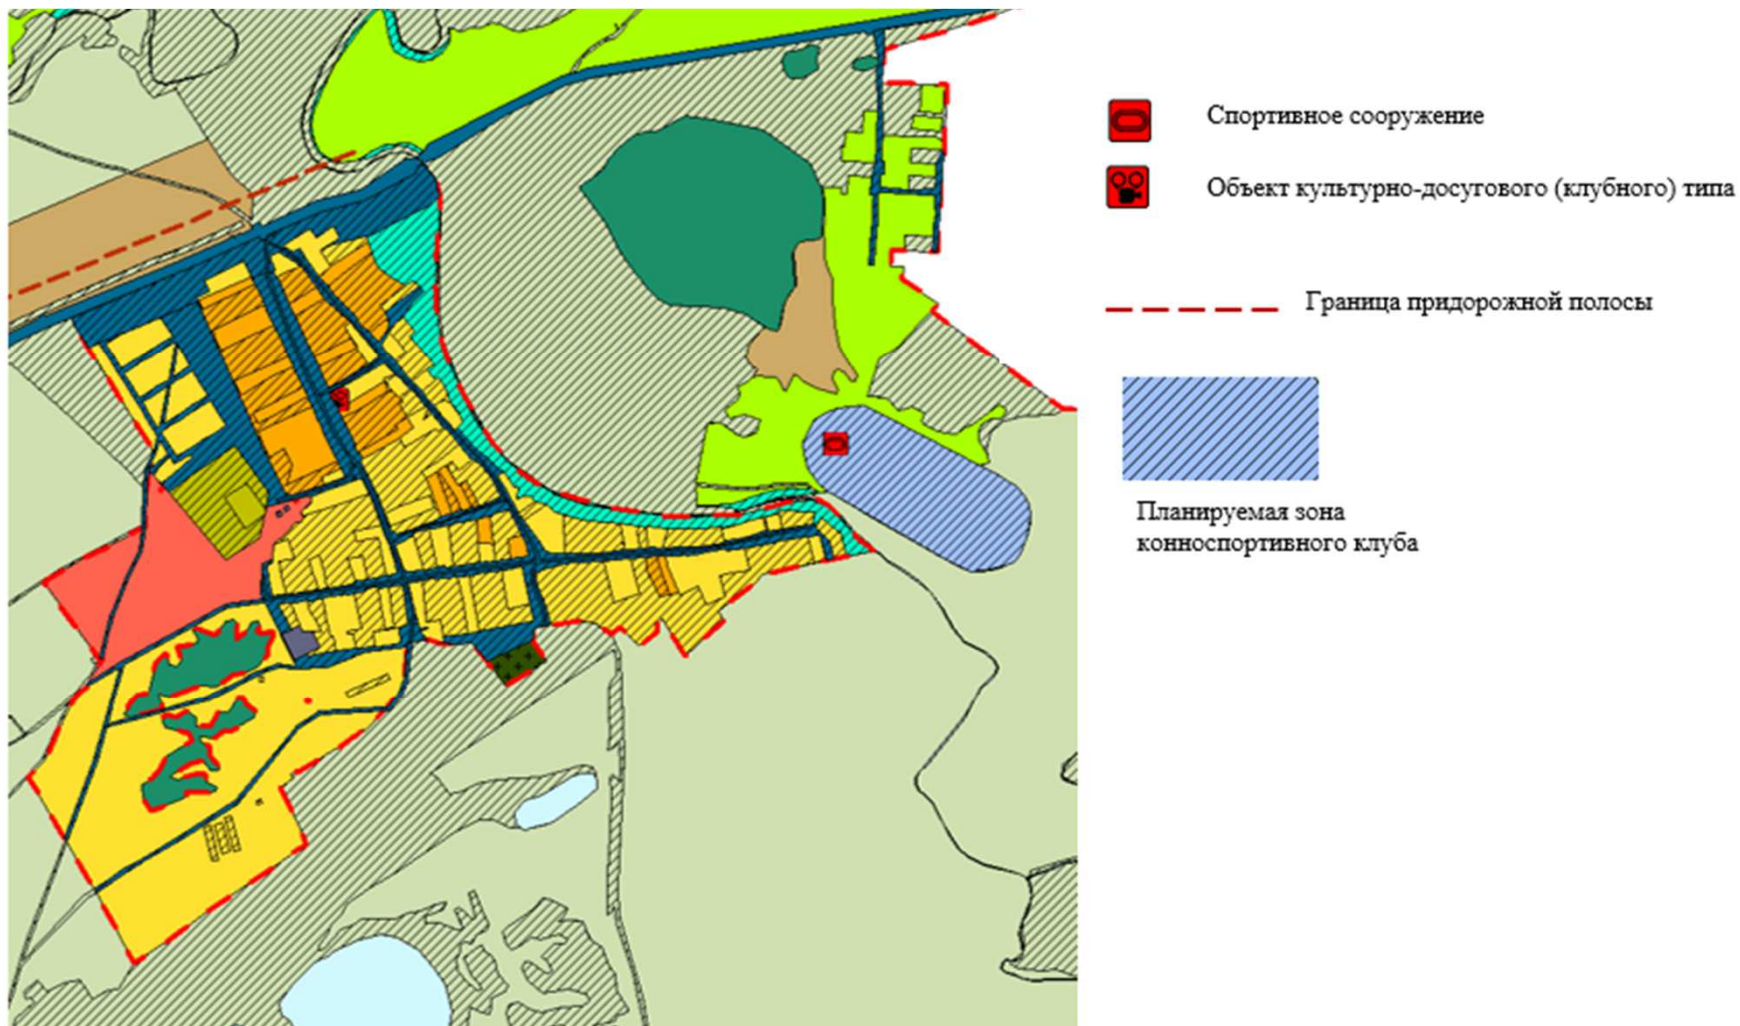 Спортивное сооружение
Объект культурно-досугового (клубного) типа
Граница придорожной полосы
Планируемая зона
конноспортивного клуба